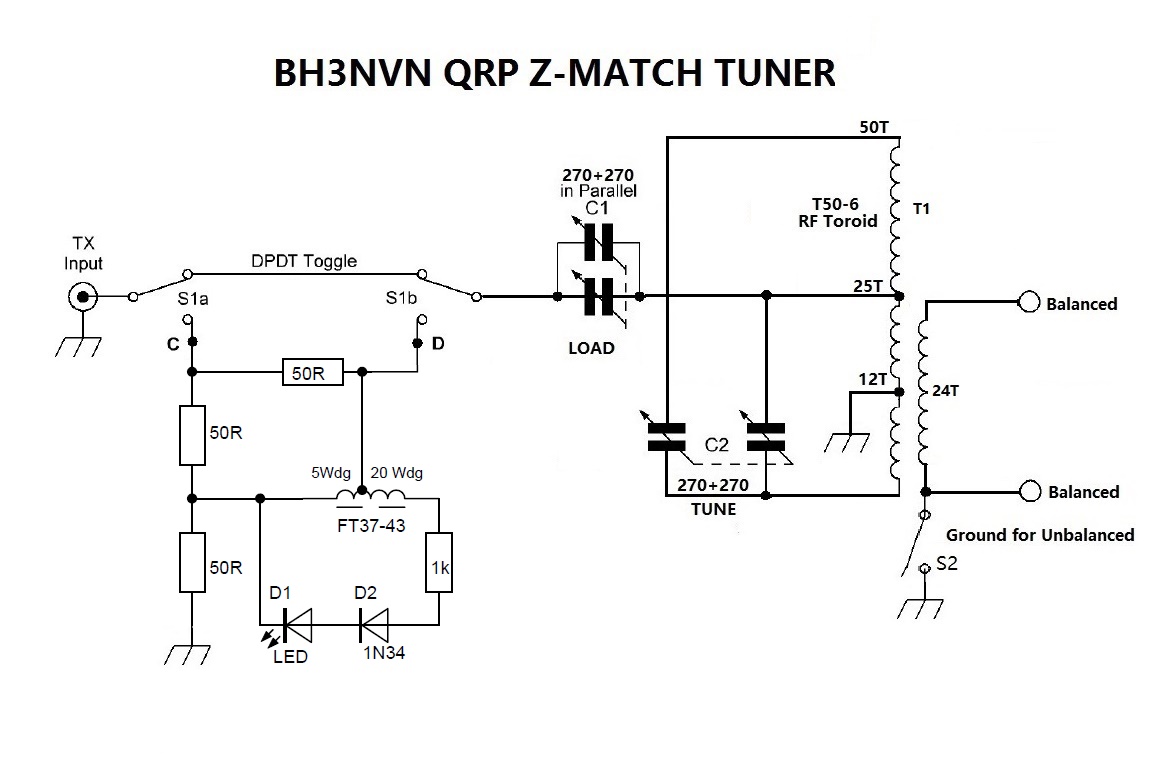 BH3NVN QRP Z-MATCH TUNER
50T
270+270
in Parallel
C1
T50-6
RF Toroid
T1
TX
Input
DPDT Toggle
S1a
S1b
25T
LOAD
Balanced
C
D
50R
12T
24T
50R
C2
5Wdg
20 Wdg
270+270
TUNE
Balanced
FT37-43
Ground for Unbalanced
50R
1k
S2
D1
D2
LED
1N34